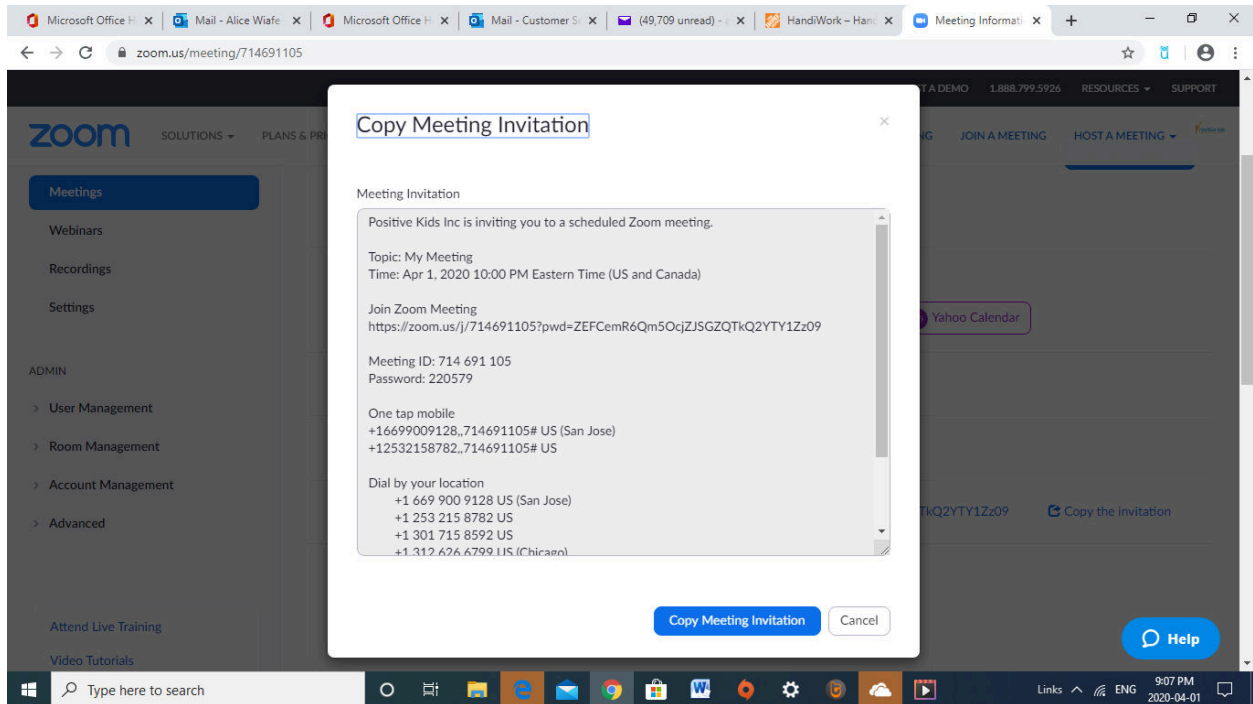 Microsoft Office H
Mail - Alice Wiafe
Microsoft Office H
Mail - Customer S
(49,709 unread) -
HandiWork – Hand
Meeting Informati
zoom.us/meeting/714691105
T A DEMO 1.888.799.5926 RESOURCES SUPPORT
zoom SOLUTIONS PLANS & PRI NG JOIN A MEETING HOST A MEETING
Meetings
Webinars
Recordings
Settings
ADMIN
User Management
Room Management
Account Management
Advanced
Attend Live Training
Video Tutorials
Copy Meeting Invitation
Meeting Invitation
Positive Kids Inc is inviting you to a scheduled Zoom meeting.
Topic: My Meeting
Time: Apr 1, 2020 10:00 PM Eastern Time (US and Canada)
Join Zoom Meeting
https://zoom.us/j/714691105?pwd=ZEFCemR6Qm5OcjZJSGZQTkQ2YTY1Zz09
Meeting ID: 714 691 105
Password: 220579
One tap mobile
+16699009128,,714691105# US (San Jose)
+12532158782,,714691105# US
Dial by your location
+1 669 900 9128 US (San Jose)
+1 253 215 8782 US
+1 301 715 8592 US
+1 312 626 6799 US (Chicago)
Copy Meeting Invitation Cancel
Yahoo Calendar
TkQ2YTY1Zz09 Copy the invitation
Help
Type here to search
Links ENG 9:07 PM
2020-04-01